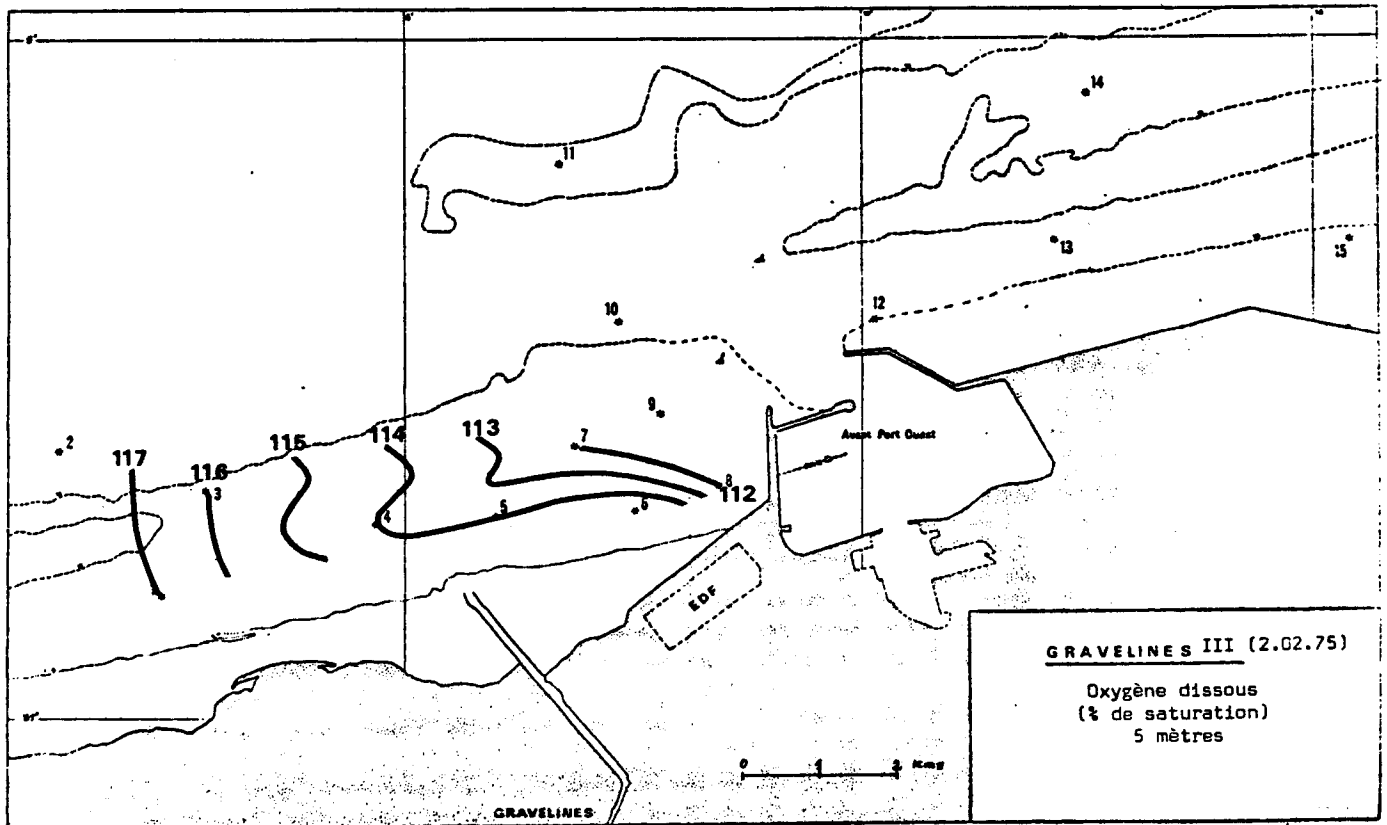 14
11
13
15
10
12
9
7
Avant Port Ouest
2
117
116
3
115
114
113
8
112
4
5
6
EDF
GRAVELINES III (2.02.75)
Oxygène dissous
(% de saturation)
5 mètres
0 1 2 Kms
GRAVELINES